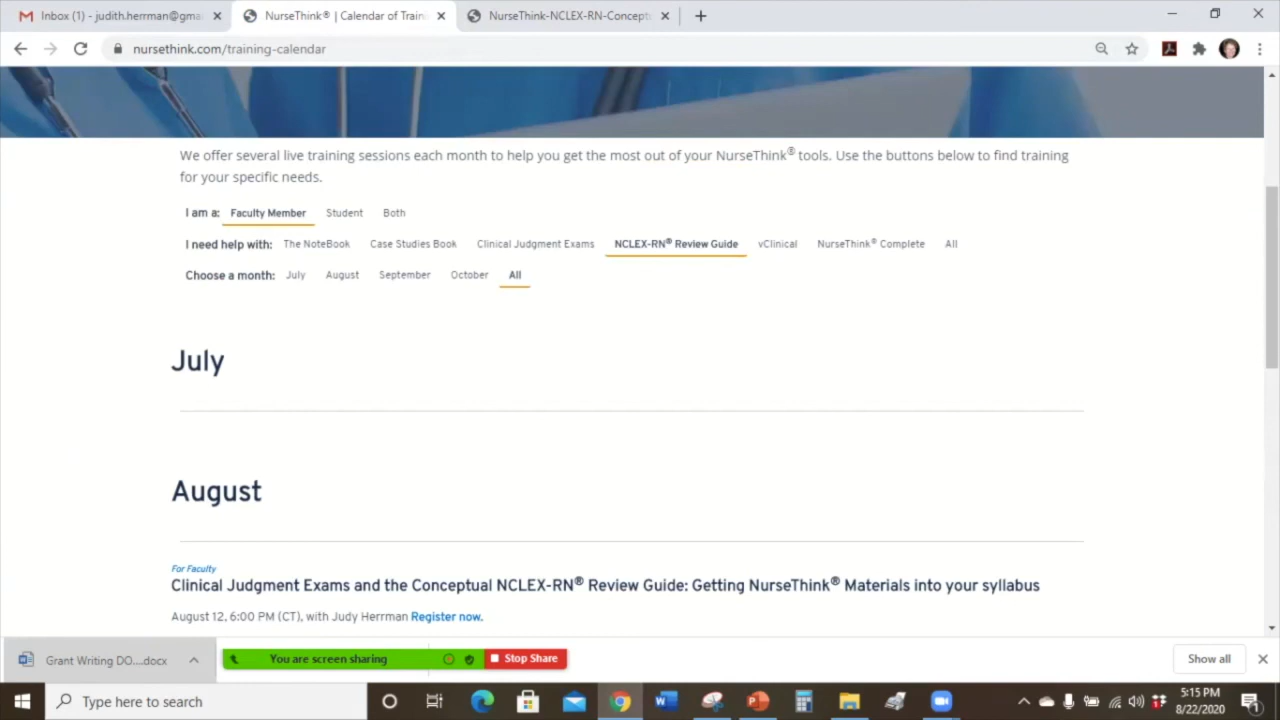 Inbox (1) - judith.herrman@gma
NurseThink® | Calendar of Trainin
NurseThink-NCLEX-RN-Concept
nursethink.com/training-calendar
We offer several live training sessions each month to help you get the most out of your NurseThink® tools. Use the buttons below to find training
for your specific needs.
I am a: Faculty Member Student Both
I need help with: The NoteBook Case Studies Book Clinical Judgment Exams NCLEX-RN® Review Guide vClinical NurseThink® Complete All
Choose a month: July August September October All
July
August
For Faculty
Clinical Judgment Exams and the Conceptual NCLEX-RN® Review Guide: Getting NurseThink® Materials into your syllabus
August 12, 6:00 PM (CT), with Judy Herrman Register now.
Grant Writing DO....docx
You are screen sharing
Stop Share
Show all
Type here to search
5:15 PM
8/22/2020
1